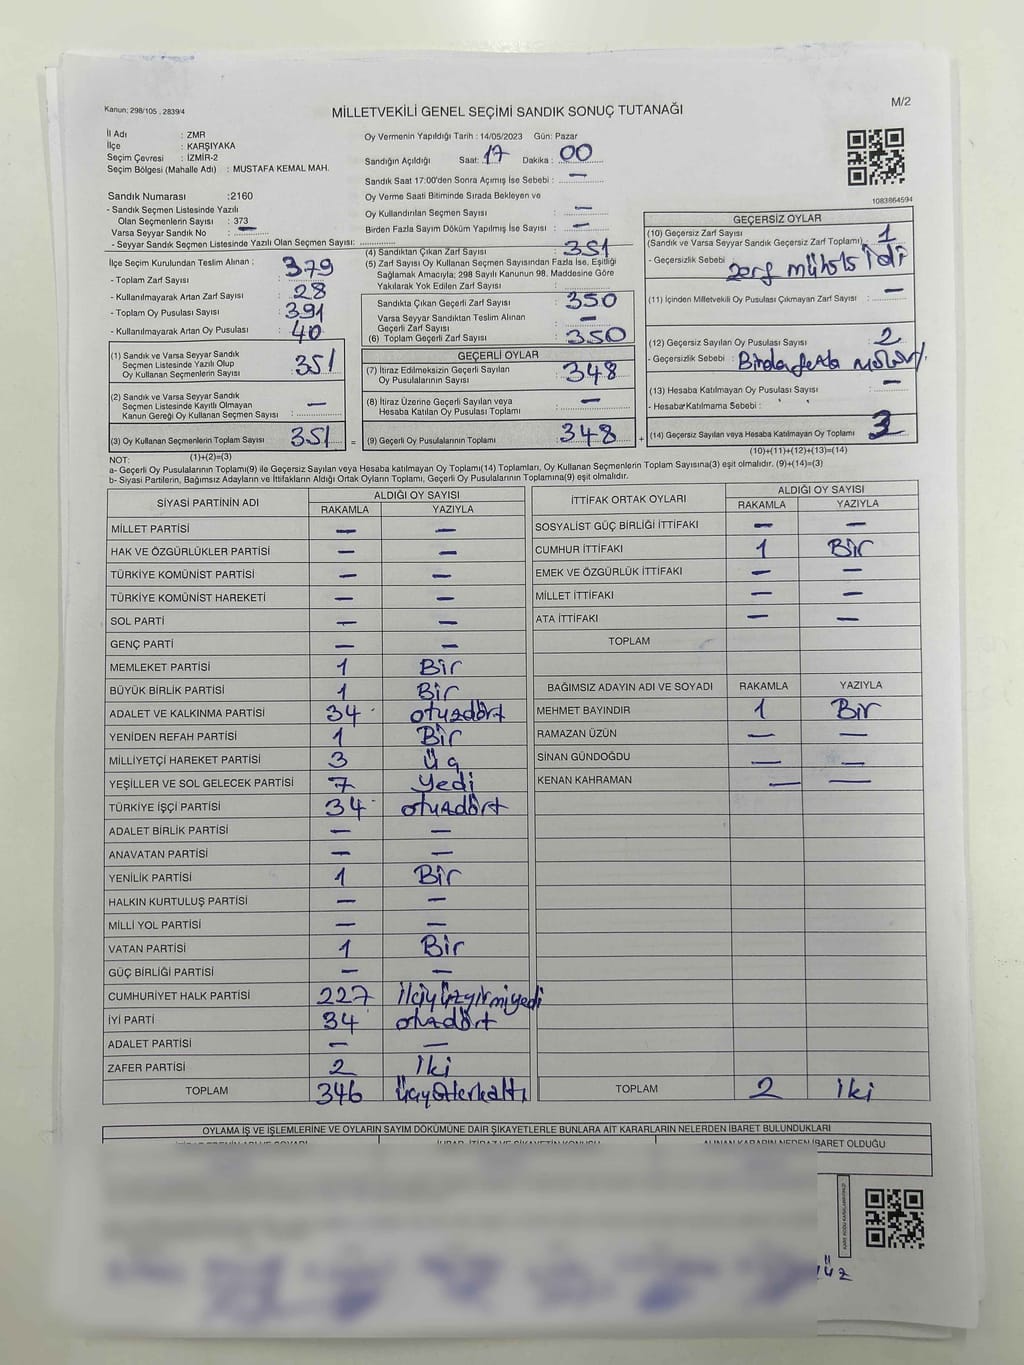 Kanun: 298/105 , 2839/4
MİLLETVEKİLİ GENEL SEÇİMİ SANDIK SONUÇ TUTANAĞI
M/2
İl Adı : ZMR
İlçe : KARŞIYAKA
Seçim Çevresi : İZMİR-2
Seçim Bölgesi (Mahalle Adı) : MUSTAFA KEMAL MAH.
Sandık Numarası :2160
- Sandık Seçmen Listesinde Yazılı
Olan Seçmenlerin Sayısı : 373
Varsa Seyyar Sandık No : —
- Seyyar Sandık Seçmen Listesinde Yazılı Olan Seçmen Sayısı:
İlçe Seçim Kurulundan Teslim Alınan :
- Toplam Zarf Sayısı : 379
- Kullanılmayarak Artan Zarf Sayısı : 28
- Toplam Oy Pusulası Sayısı : 391
- Kullanılmayarak Artan Oy Pusulası : 40
(1) Sandık ve Varsa Seyyar Sandık
Seçmen Listesinde Yazılı Olup
Oy Kullanan Seçmenlerin Sayısı : 351
(2) Sandık ve Varsa Seyyar Sandık
Seçmen Listesinde Kayıtlı Olmayan
Kanun Gereği Oy Kullanan Seçmen Sayısı : —
(3) Oy Kullanan Seçmenlerin Toplam Sayısı : 351 =
(1)+(2)=(3)
Oy Vermenin Yapıldığı Tarih : 14/05/2023 Gün: Pazar
Sandığın Açıldığı Saat: 17 Dakika : 00
Sandık Saat 17:00'den Sonra Açılmış İse Sebebi : —
Oy Verme Saati Bitiminde Sırada Bekleyen ve
Oy Kullandırılan Seçmen Sayısı : —
Birden Fazla Sayım Döküm Yapılmış İse Sayısı : —
(4) Sandıktan Çıkan Zarf Sayısı : 351
(5) Zarf Sayısı Oy Kullanan Seçmen Sayısından Fazla İse, Eşitliği
Sağlamak Amacıyla; 298 Sayılı Kanunun 98. Maddesine Göre
Yakılarak Yok Edilen Zarf Sayısı :
Sandıkta Çıkan Geçerli Zarf Sayısı : 350
Varsa Seyyar Sandıktan Teslim Alınan
Geçerli Zarf Sayısı : —
(6) Toplam Geçerli Zarf Sayısı : 350
GEÇERLİ OYLAR
(7) İtiraz Edilmeksizin Geçerli Sayılan
Oy Pusulalarının Sayısı : 348
(8) İtiraz Üzerine Geçerli Sayılan veya
Hesaba Katılan Oy Pusulası Toplamı : —
(9) Geçerli Oy Pusulalarının Toplamı : 348 +
1083864594
GEÇERSİZ OYLAR
(10) Geçersiz Zarf Sayısı
(Sandık ve Varsa Seyyar Sandık Geçersiz Zarf Toplamı) : 1
- Geçersizlik Sebebi : idi
(11) İçinden Milletvekili Oy Pusulası Çıkmayan Zarf Sayısı : —
(12) Geçersiz Sayılan Oy Pusulası Sayısı : 2
- Geçersizlik Sebebi :
(13) Hesaba Katılmayan Oy Pusulası Sayısı : —
- Hesaba Katılmama Sebebi :
(14) Geçersiz Sayılan veya Hesaba Katılmayan Oy Toplamı : 3
(10)+(11)+(12)+(13)=(14)
NOT:
a- Geçerli Oy Pusulalarının Toplamı(9) ile Geçersiz Sayılan veya Hesaba katılmayan Oy Toplamı(14) Toplamları, Oy Kullanan Seçmenlerin Toplam Sayısına(3) eşit olmalıdır. (9)+(14)=(3)
b- Siyasi Partilerin, Bağımsız Adayların ve İttifakların Aldığı Ortak Oyların Toplamı, Geçerli Oy Pusulalarının Toplamına(9) eşit olmalıdır.
SİYASİ PARTİNİN ADI ALDIĞI OY SAYISI
RAKAMLA YAZIYLA
MİLLET PARTİSİ — —
HAK VE ÖZGÜRLÜKLER PARTİSİ — —
TÜRKİYE KOMÜNİST PARTİSİ — —
TÜRKİYE KOMÜNİST HAREKETİ — —
SOL PARTİ — —
GENÇ PARTİ — —
MEMLEKET PARTİSİ 1 Bir
BÜYÜK BİRLİK PARTİSİ 1 Bir
ADALET VE KALKINMA PARTİSİ 34 otuzdört
YENİDEN REFAH PARTİSİ 1 Bir
MİLLİYETÇİ HAREKET PARTİSİ 3 Üç
YEŞİLLER VE SOL GELECEK PARTİSİ 7 Yedi
TÜRKİYE İŞÇİ PARTİSİ 34 otuzdört
ADALET BİRLİK PARTİSİ — —
ANAVATAN PARTİSİ — —
YENİLİK PARTİSİ 1 Bir
HALKIN KURTULUŞ PARTİSİ — —
MİLLİ YOL PARTİSİ — —
VATAN PARTİSİ 1 Bir
GÜÇ BİRLİĞİ PARTİSİ — —
CUMHURİYET HALK PARTİSİ 227 ikiyüzyirmiyedi
İYİ PARTİ 34 otuzdört
ADALET PARTİSİ — —
ZAFER PARTİSİ 2 İki
TOPLAM 346 üçyüzkırkaltı
İTTİFAK ORTAK OYLARI ALDIĞI OY SAYISI
RAKAMLA YAZIYLA
SOSYALİST GÜÇ BİRLİĞİ İTTİFAKI — —
CUMHUR İTTİFAKI 1 Bir
EMEK VE ÖZGÜRLÜK İTTİFAKI — —
MİLLET İTTİFAKI — —
ATA İTTİFAKI — —
TOPLAM
BAĞIMSIZ ADAYIN ADI VE SOYADI RAKAMLA YAZIYLA
MEHMET BAYINDIR 1 Bir
RAMAZAN ÜZÜN — —
SİNAN GÜNDOĞDU — —
KENAN KAHRAMAN — —
TOPLAM 2 iki
OYLAMA İŞ VE İŞLEMLERİNE VE OYLARIN SAYIM DÖKÜMÜNE DAİR ŞİKAYETLERLE BUNLARA AİT KARARLARIN NELERDEN İBARET BULUNDUKLARI
ALINAN KARARIN NEDEN İBARET OLDUĞU